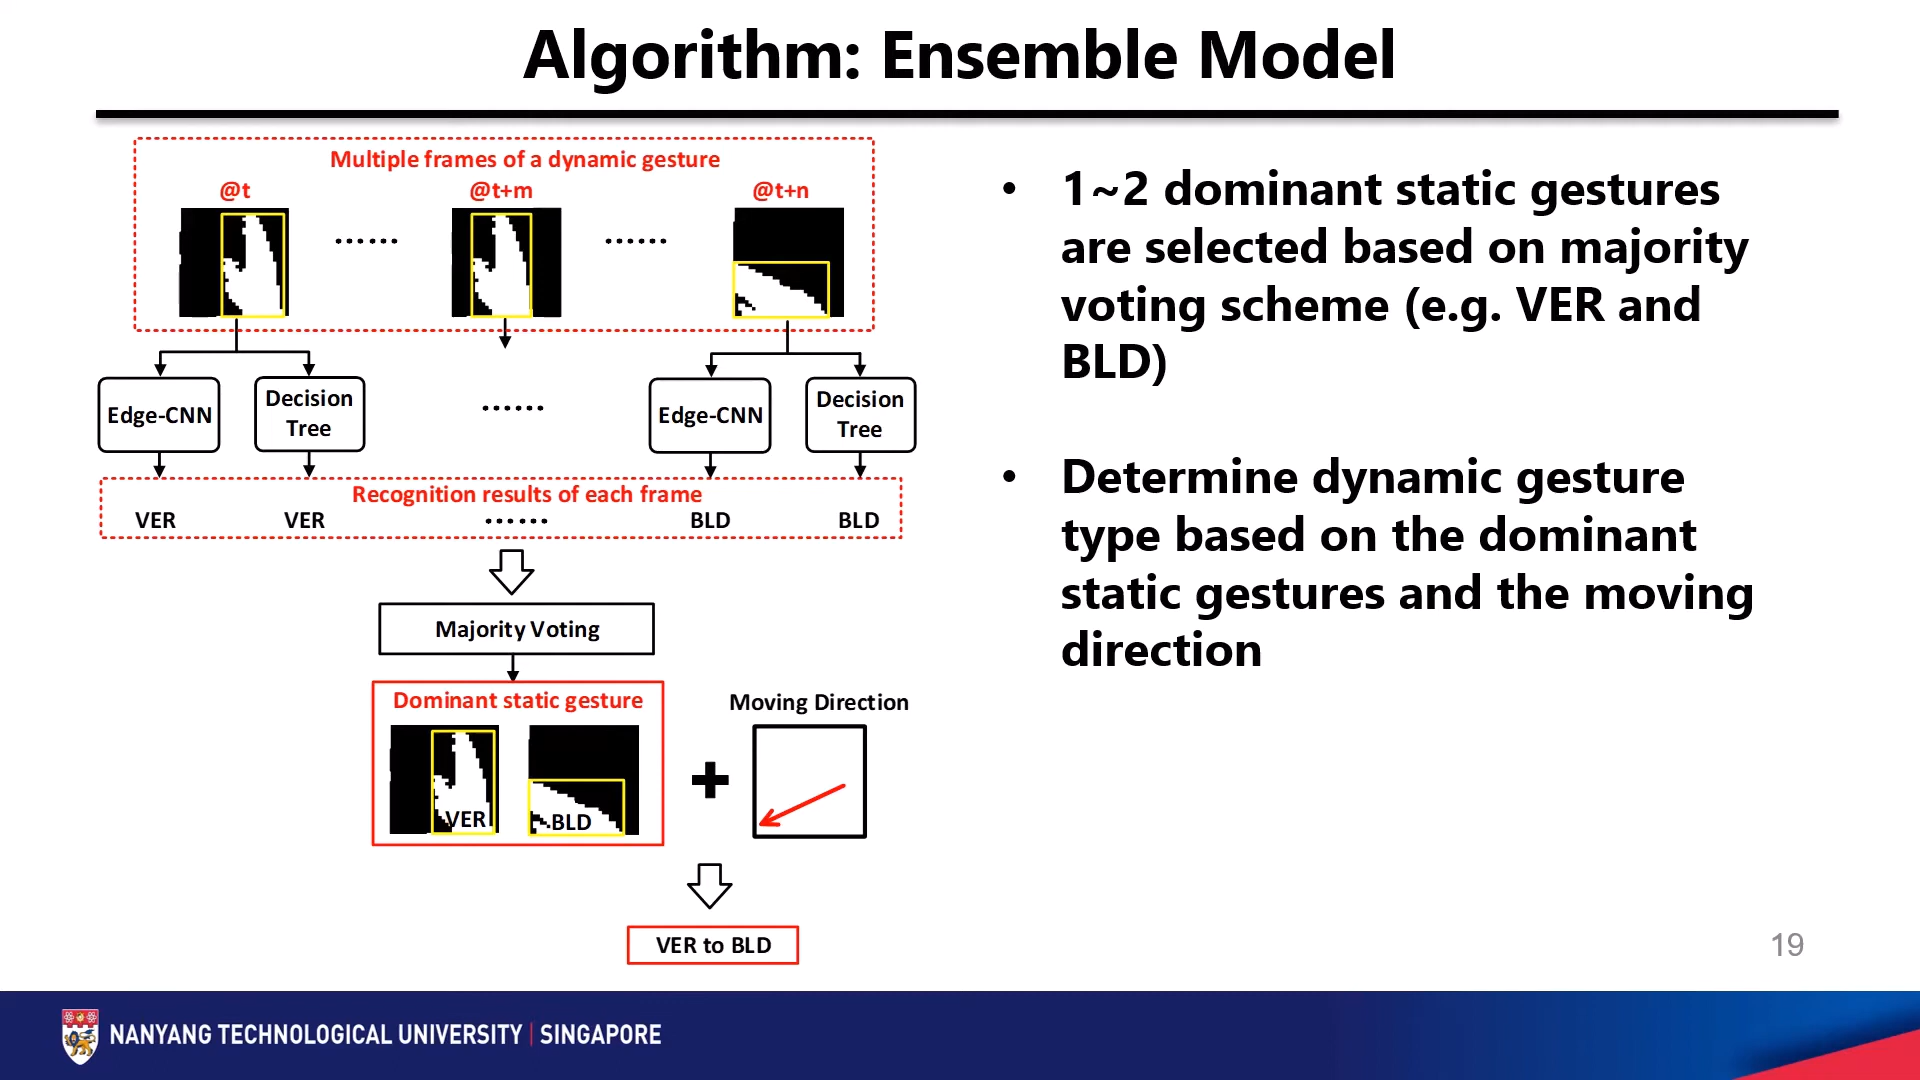 Algorithm: Ensemble Model
Multiple frames of a dynamic gesture
@t
@t+m
@t+n
Edge-CNN
Decision
Tree
Edge-CNN
Decision
Tree
Recognition results of each frame
VER
VER
BLD
BLD
Majority Voting
Dominant static gesture
VER
BLD
Moving Direction
VER to BLD
• 1~2 dominant static gestures
are selected based on majority
voting scheme (e.g. VER and
BLD)
• Determine dynamic gesture
type based on the dominant
static gestures and the moving
direction
19
NANYANG TECHNOLOGICAL UNIVERSITY | SINGAPORE